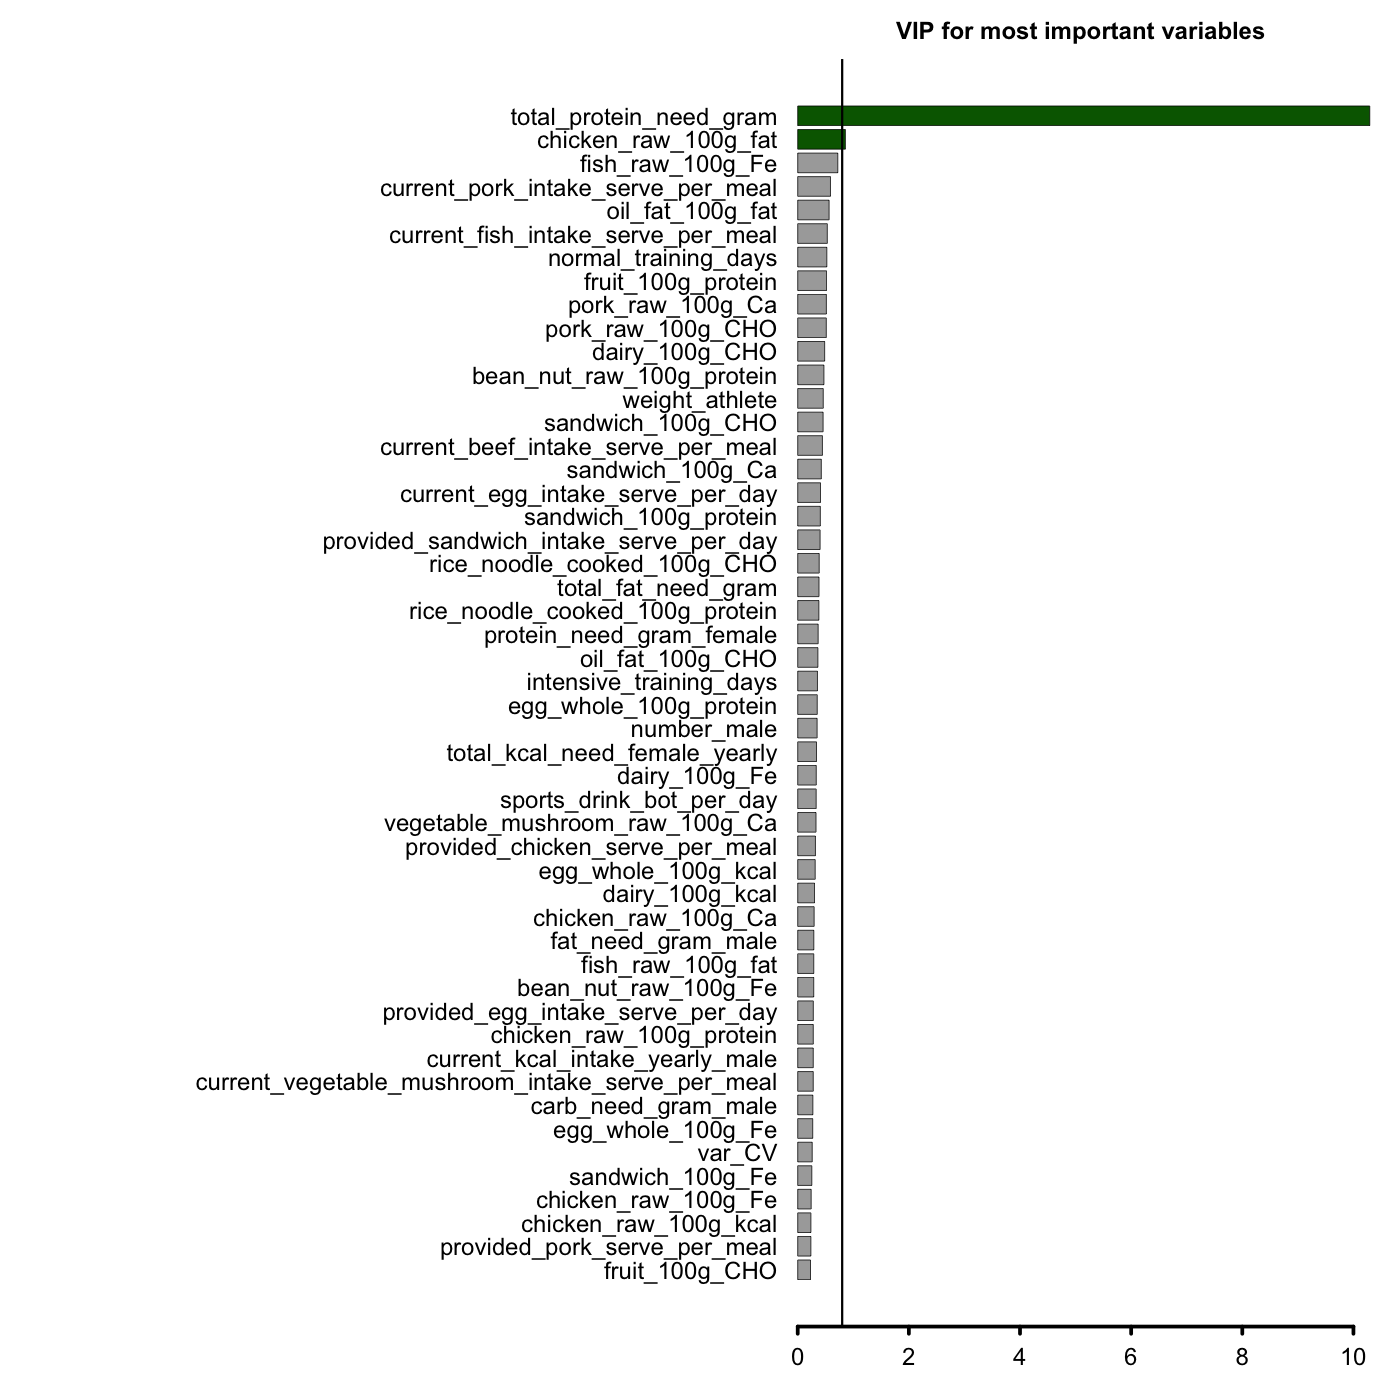 VIP for most important variables
total_protein_need_gram
chicken_raw_100g_fat
fish_raw_100g_Fe
current_pork_intake_serve_per_meal
oil_fat_100g_fat
current_fish_intake_serve_per_meal
normal_training_days
fruit_100g_protein
pork_raw_100g_Ca
pork_raw_100g_CHO
dairy_100g_CHO
bean_nut_raw_100g_protein
weight_athlete
sandwich_100g_CHO
current_beef_intake_serve_per_meal
sandwich_100g_Ca
current_egg_intake_serve_per_day
sandwich_100g_protein
provided_sandwich_intake_serve_per_day
rice_noodle_cooked_100g_CHO
total_fat_need_gram
rice_noodle_cooked_100g_protein
protein_need_gram_female
oil_fat_100g_CHO
intensive_training_days
egg_whole_100g_protein
number_male
total_kcal_need_female_yearly
dairy_100g_Fe
sports_drink_bot_per_day
vegetable_mushroom_raw_100g_Ca
provided_chicken_serve_per_meal
egg_whole_100g_kcal
dairy_100g_kcal
chicken_raw_100g_Ca
fat_need_gram_male
fish_raw_100g_fat
bean_nut_raw_100g_Fe
provided_egg_intake_serve_per_day
chicken_raw_100g_protein
current_kcal_intake_yearly_male
current_vegetable_mushroom_intake_serve_per_meal
carb_need_gram_male
egg_whole_100g_Fe
var_CV
sandwich_100g_Fe
chicken_raw_100g_Fe
chicken_raw_100g_kcal
provided_pork_serve_per_meal
fruit_100g_CHO
0 2 4 6 8 10